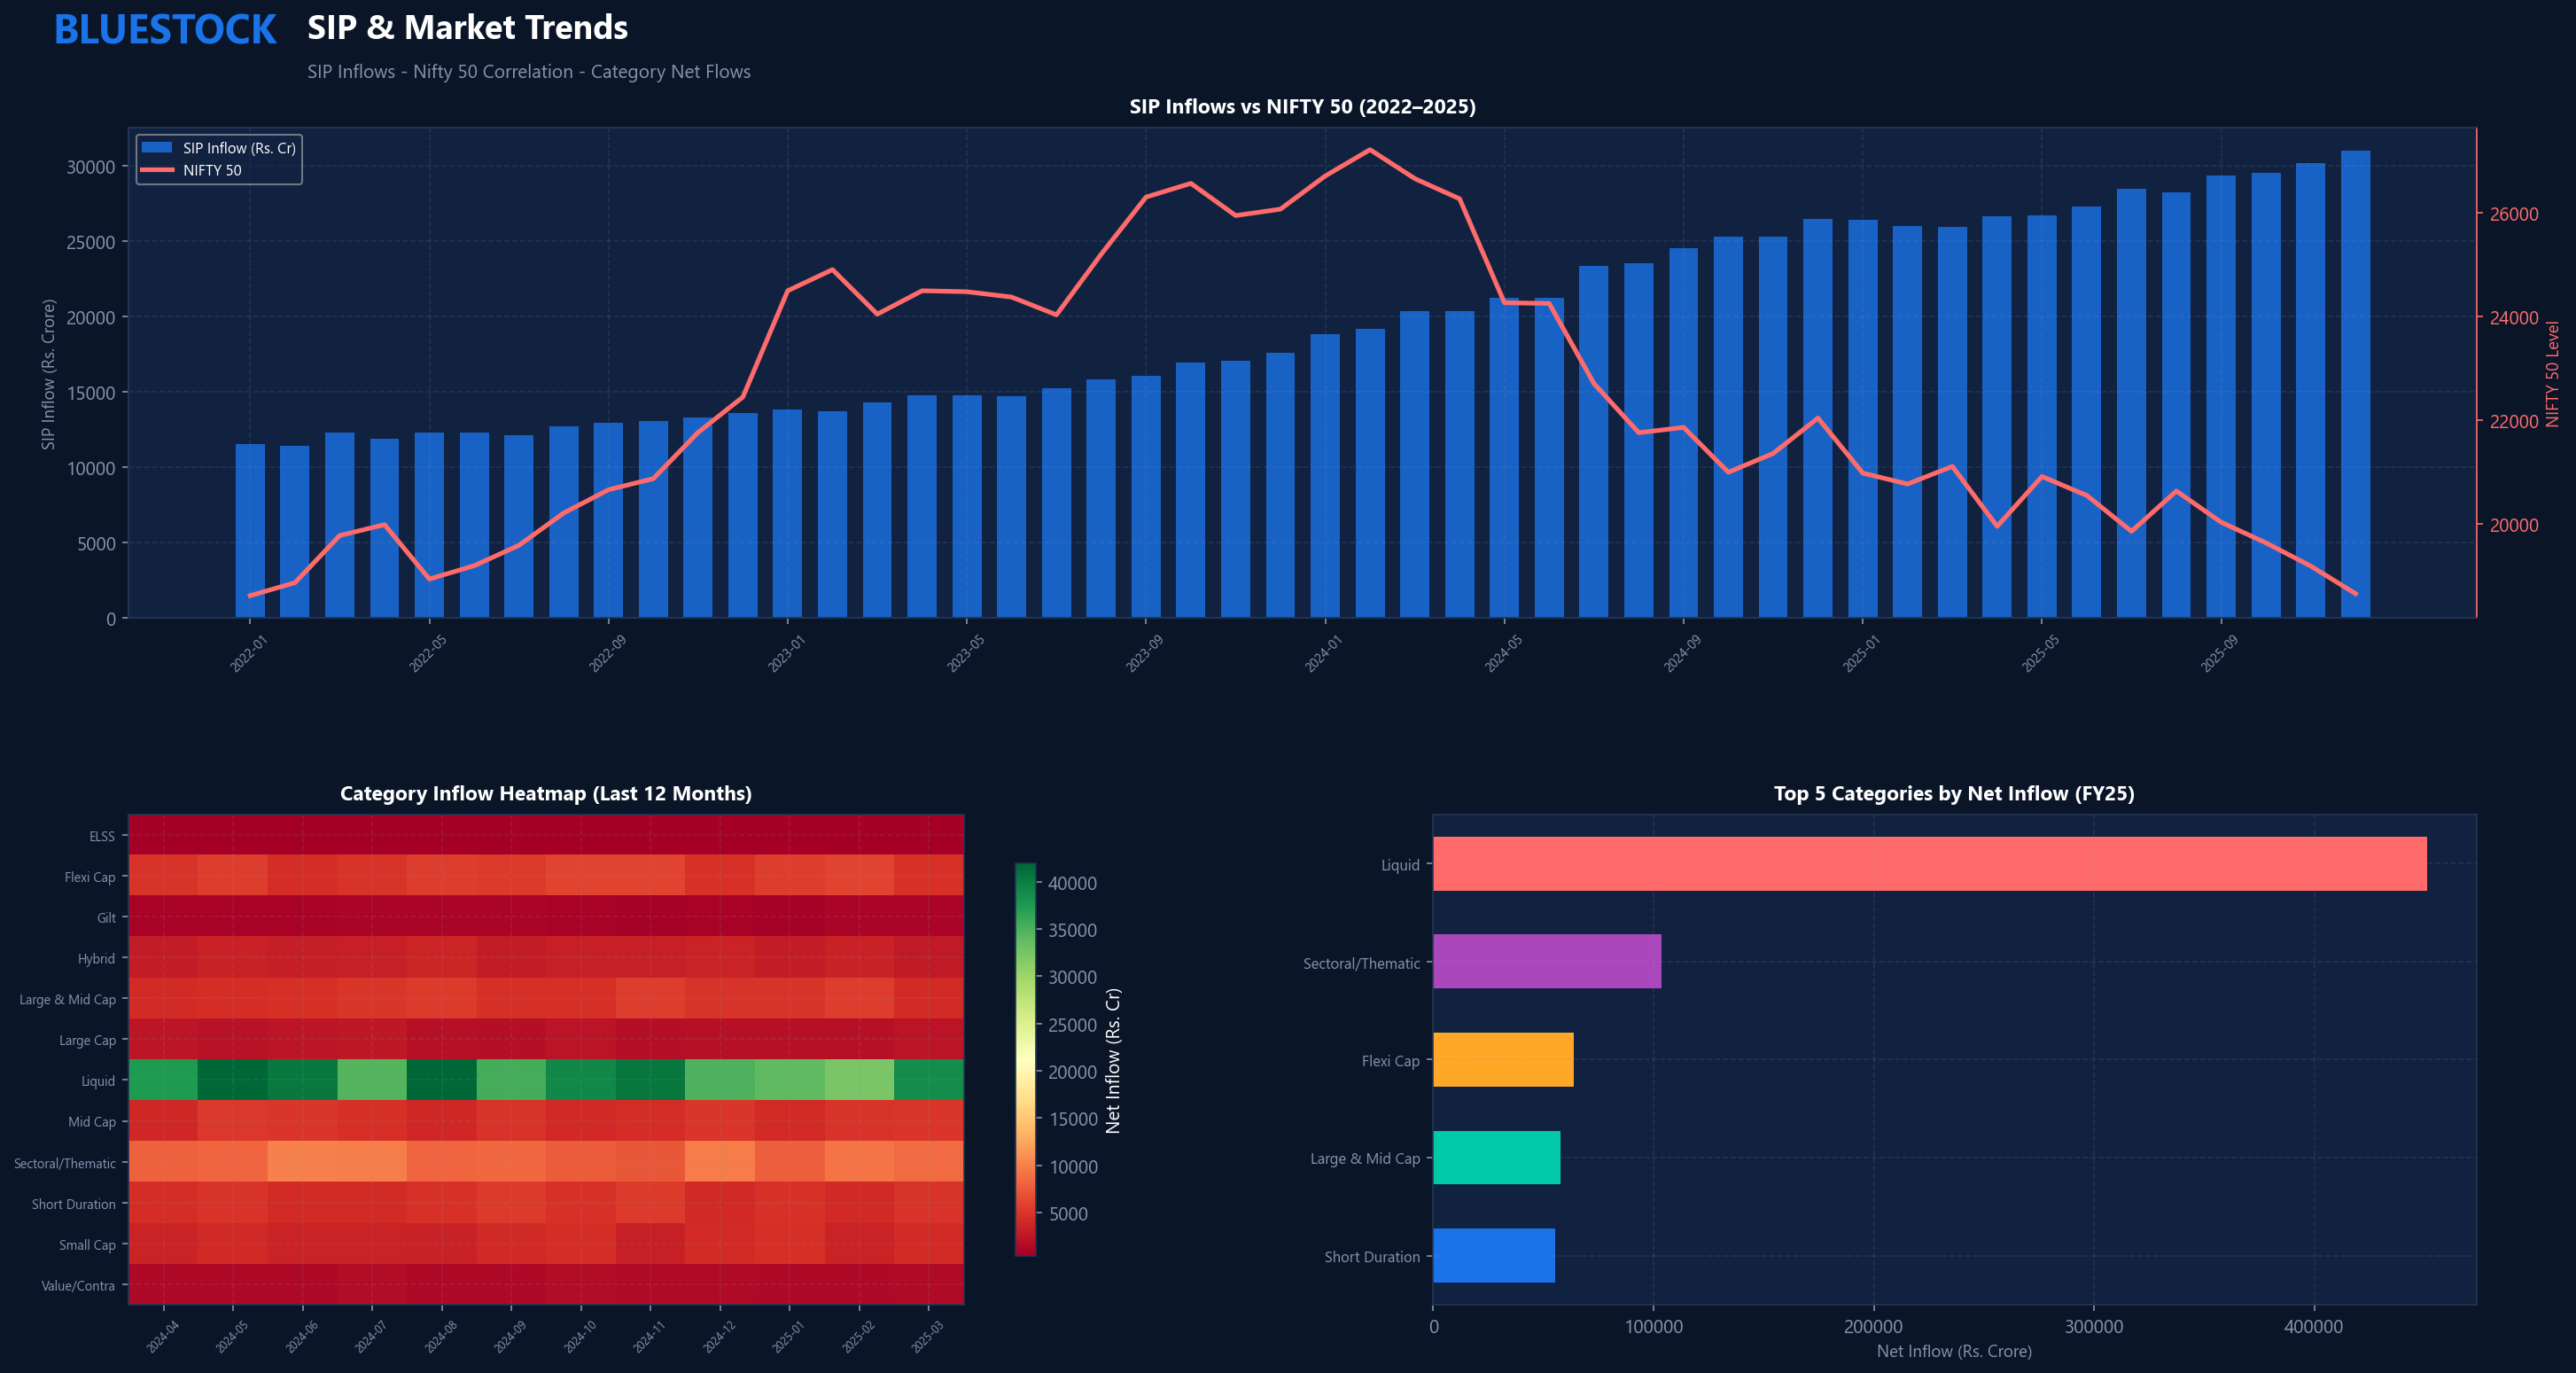 BLUESTOCK
SIP & Market Trends
SIP Inflows - Nifty 50 Correlation - Category Net Flows
SIP Inflows vs NIFTY 50 (2022–2025)
SIP Inflow (Rs. Cr)
NIFTY 50
SIP Inflow (Rs. Crore)
30000
25000
20000
15000
10000
5000
0
26000
24000
22000
20000
NIFTY 50 Level
2022-01
2022-05
2022-09
2023-01
2023-05
2023-09
2024-01
2024-05
2024-09
2025-01
2025-05
2025-09
Category Inflow Heatmap (Last 12 Months)
ELSS
Flexi Cap
Gilt
Hybrid
Large & Mid Cap
Large Cap
Liquid
Mid Cap
Sectoral/Thematic
Short Duration
Small Cap
Value/Contra
2024-04
2024-05
2024-06
2024-07
2024-08
2024-09
2024-10
2024-11
2024-12
2025-01
2025-02
2025-03
40000
35000
30000
25000
20000
15000
10000
5000
Net Inflow (Rs. Cr)
Top 5 Categories by Net Inflow (FY25)
Liquid
Sectoral/Thematic
Flexi Cap
Large & Mid Cap
Short Duration
0
100000
200000
300000
400000
Net Inflow (Rs. Crore)